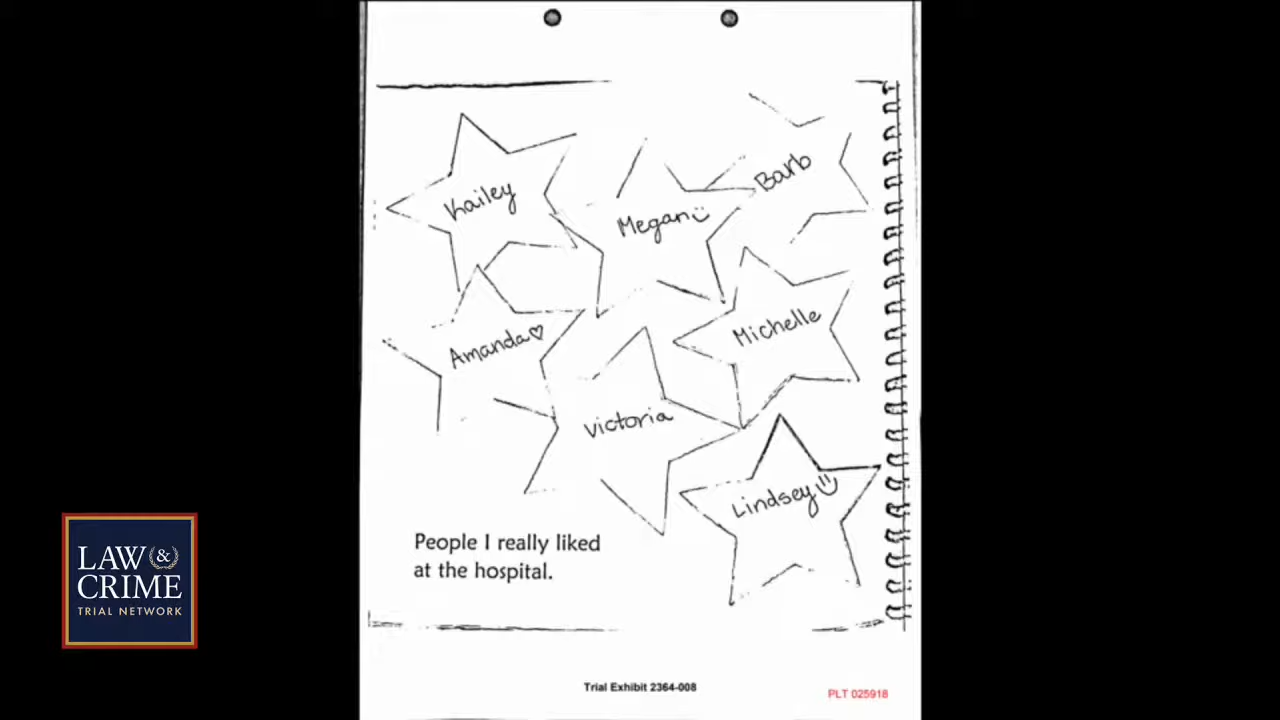 Kailey
Megan
Barb
Amanda
Michelle
Victoria
Lindsey
People I really liked
at the hospital.
LAW &
CRIME
TRIAL NETWORK
Trial Exhibit 2364-008
PLT 025918